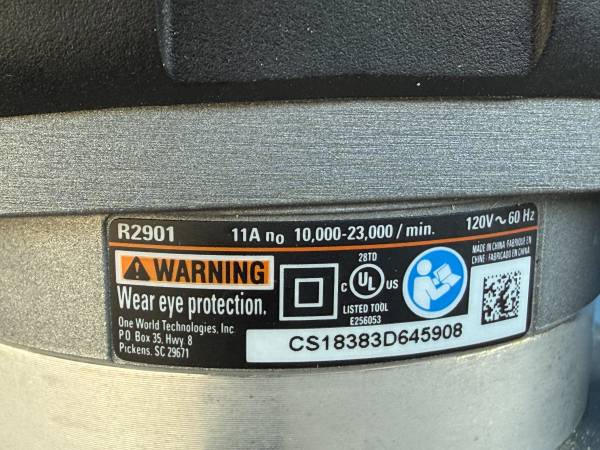 R2901 11A no 10,000-23,000 / min. 120V ~ 60 Hz
WARNING
Wear eye protection.
One World Technologies, Inc.
P.O. Box 35, Hwy. 8
Pickens, SC 29671
28TD
C UL US
LISTED TOOL
E256053
MADE IN CHINA FABRIQUÉ EN
CHINE FABRICADO EN CHINA
CS18383D645908